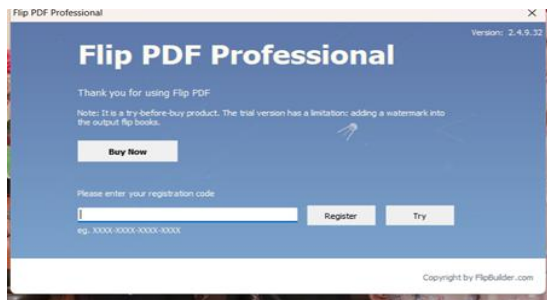 Flip PDF Professional
Version: 2.4.9.32
Flip PDF Professional
Thank you for using Flip PDF
Note: It is a try-before-buy product. The trial version has a limitation: adding a watermark into
the output flip books.
Buy Now
Please enter your registration code
Register
Try
eg. XXXX-XXXX-XXXX-XXXX
Copyright by FlipBuilder.com